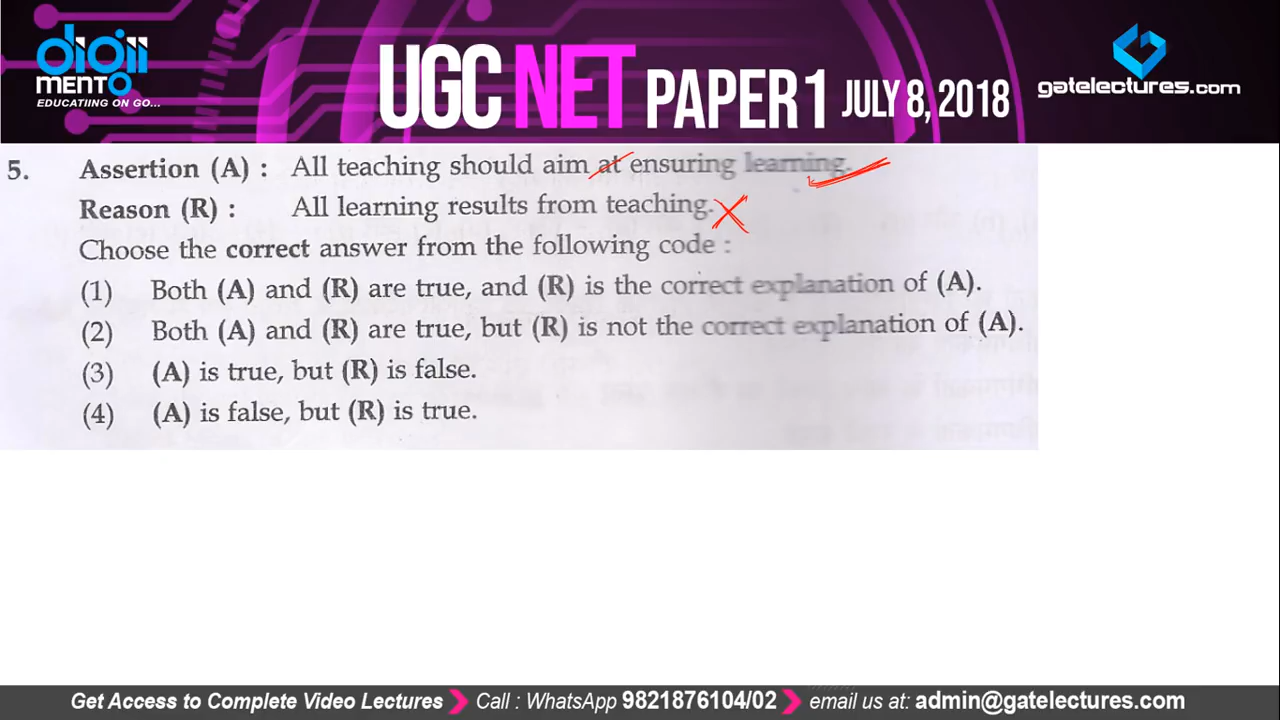 digiiMENTO
EDUCATIING ON GO...
UGC NET PAPER 1 JULY 8, 2018
gatelectures.com
5. Assertion (A) : All teaching should aim at ensuring learning.
Reason (R) : All learning results from teaching.
Choose the correct answer from the following code :
(1) Both (A) and (R) are true, and (R) is the correct explanation of (A).
(2) Both (A) and (R) are true, but (R) is not the correct explanation of (A).
(3) (A) is true, but (R) is false.
(4) (A) is false, but (R) is true.
Get Access to Complete Video Lectures Call : WhatsApp 9821876104/02 email us at: admin@gatelectures.com